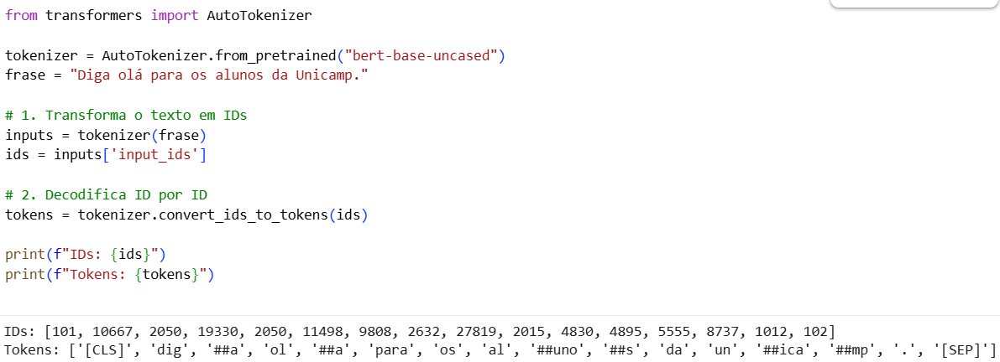 from transformers import AutoTokenizer
tokenizer = AutoTokenizer.from_pretrained("bert-base-uncased")
frase = "Diga olá para os alunos da Unicamp."
# 1. Transforma o texto em IDs
inputs = tokenizer(frase)
ids = inputs['input_ids']
# 2. Decodifica ID por ID
tokens = tokenizer.convert_ids_to_tokens(ids)
print(f"IDs: {ids}")
print(f"Tokens: {tokens}")
IDs: [101, 10667, 2050, 19330, 2050, 11498, 9808, 2632, 27819, 2015, 4830, 4895, 5555, 8737, 1012, 102]
Tokens: ['[CLS]', 'dig', '##a', 'ol', '##a', 'para', 'os', 'al', '##uno', '##s', 'da', 'un', '##ica', '##mp', '.', '[SEP]']